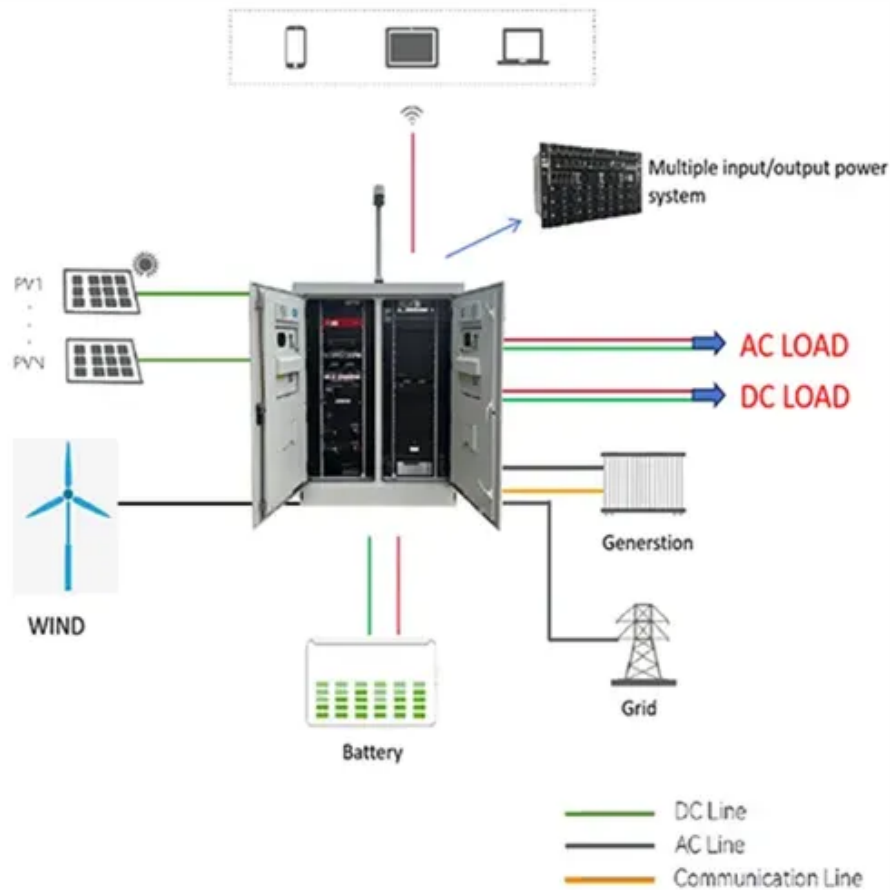 Multiple input/output power
system
PV1
PVN
AC LOAD
DC LOAD
WIND
Generstion
Grid
Battery
DC Line
AC Line
Communication Line